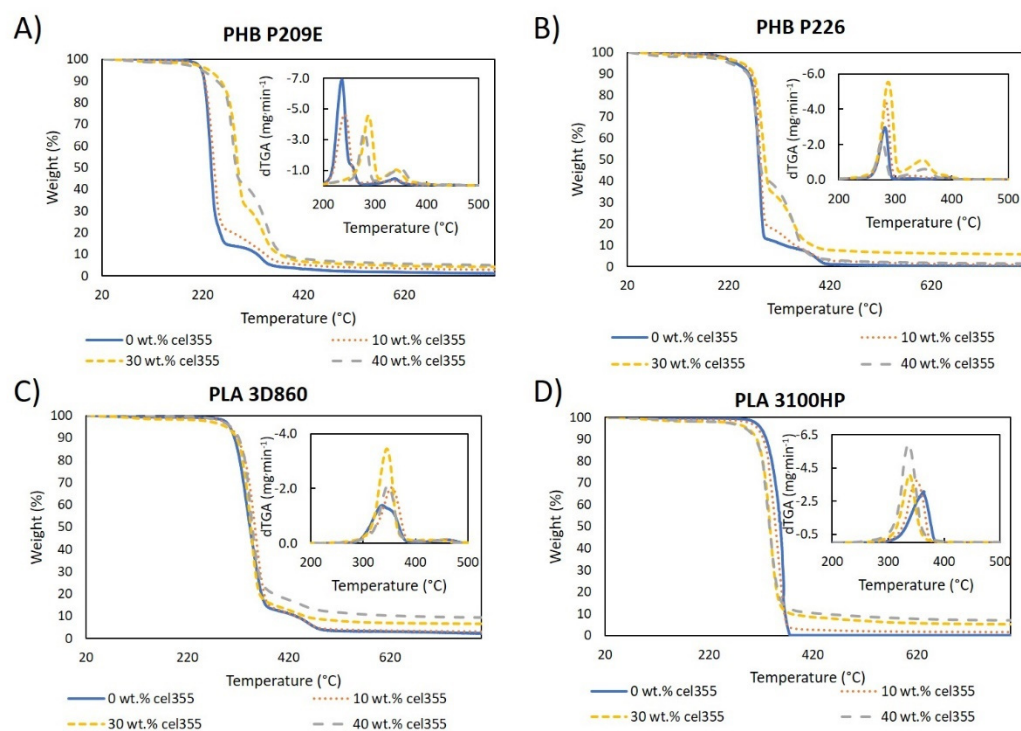 A)
PHB P209E
100
90
80
70
60
50
40
30
20
10
0
Weight (%)
20 220 420 620
Temperature (°C)
-7.0
-5.0
-3.0
-1.0
dTGA (mg·min⁻¹)
200 300 400 500
Temperature (°C)
0 wt.% cel355 10 wt.% cel355
30 wt.% cel355 40 wt.% cel355
B)
PHB P226
100
90
80
70
60
50
40
30
20
10
0
Weight (%)
20 220 420 620
Temperature (°C)
-6.0
-4.0
-2.0
0.0
dTGA (mg·min⁻¹)
200 300 400 500
Temperature (°C)
0 wt.% cel355 10 wt.% cel355
30 wt.% cel355 40 wt.% cel355
C)
PLA 3D860
100
90
80
70
60
50
40
30
20
10
0
Weight (%)
20 220 420 620
Temperature (°C)
-4.0
-2.0
0.0
dTGA (mg·min⁻¹)
200 300 400 500
Temperature (°C)
0 wt.% cel355 10 wt.% cel355
30 wt.% cel355 40 wt.% cel355
D)
PLA 3100HP
100
90
80
70
60
50
40
30
20
10
0
Weight (%)
20 220 420 620
Temperature (°C)
-6.5
-4.5
-2.5
-0.5
dTGA (mg·min⁻¹)
200 300 400 500
Temperature (°C)
0 wt.% cel355 10 wt.% cel355
30 wt.% cel355 40 wt.% cel355